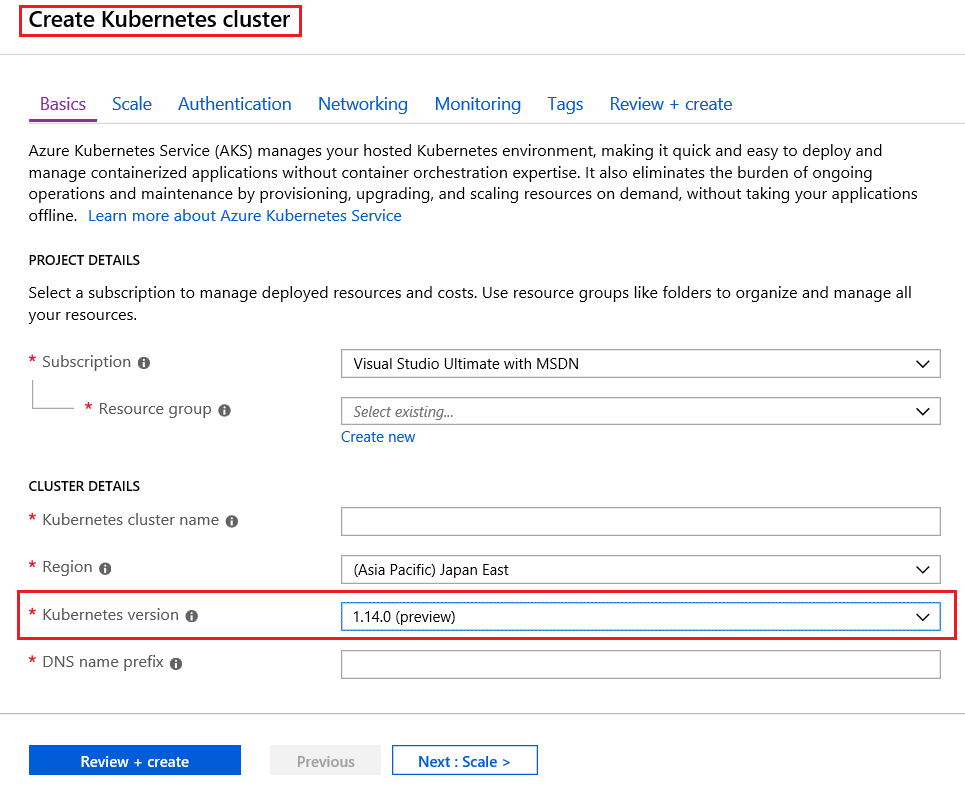 Create Kubernetes cluster
Basics Scale Authentication Networking Monitoring Tags Review + create
Azure Kubernetes Service (AKS) manages your hosted Kubernetes environment, making it quick and easy to deploy and
manage containerized applications without container orchestration expertise. It also eliminates the burden of ongoing
operations and maintenance by provisioning, upgrading, and scaling resources on demand, without taking your applications
offline. Learn more about Azure Kubernetes Service
PROJECT DETAILS
Select a subscription to manage deployed resources and costs. Use resource groups like folders to organize and manage all
your resources.
* Subscription Visual Studio Ultimate with MSDN
* Resource group Select existing...
Create new
CLUSTER DETAILS
* Kubernetes cluster name
* Region (Asia Pacific) Japan East
* Kubernetes version 1.14.0 (preview)
* DNS name prefix
Review + create Previous Next : Scale >